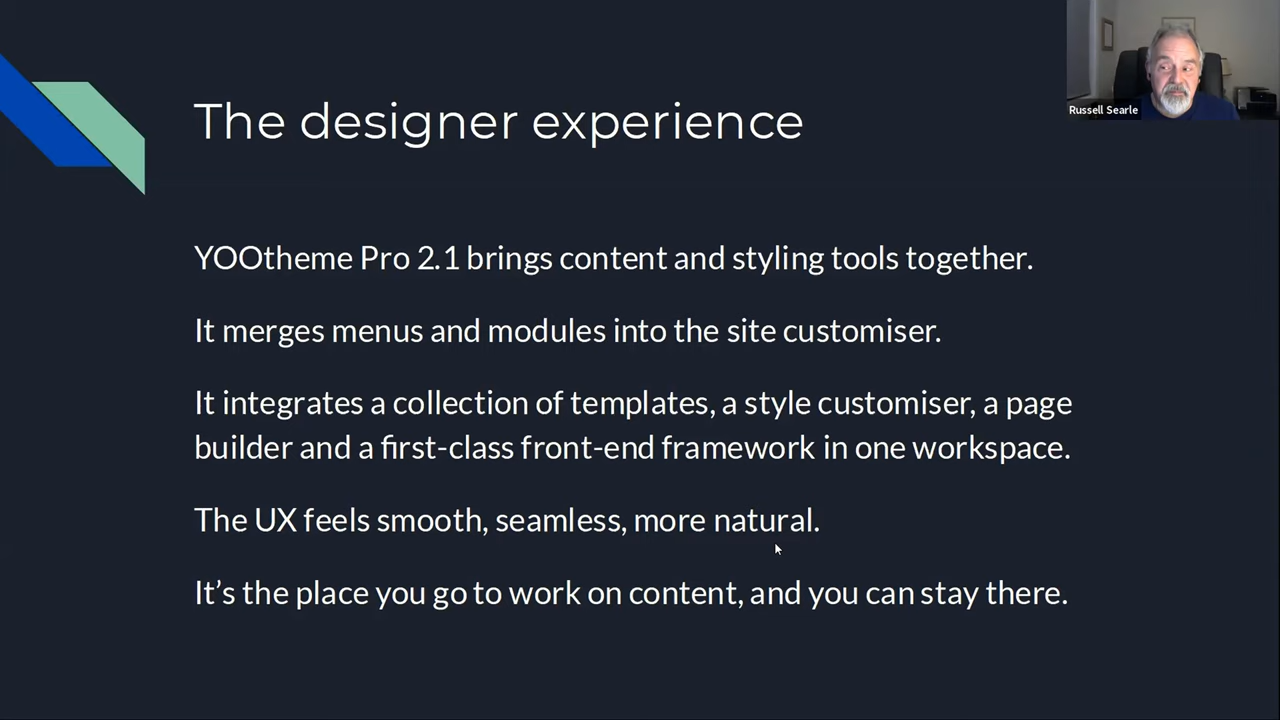 Russell Searle
The designer experience
YOOtheme Pro 2.1 brings content and styling tools together.
It merges menus and modules into the site customiser.
It integrates a collection of templates, a style customiser, a page
builder and a first-class front-end framework in one workspace.
The UX feels smooth, seamless, more natural.
It’s the place you go to work on content, and you can stay there.